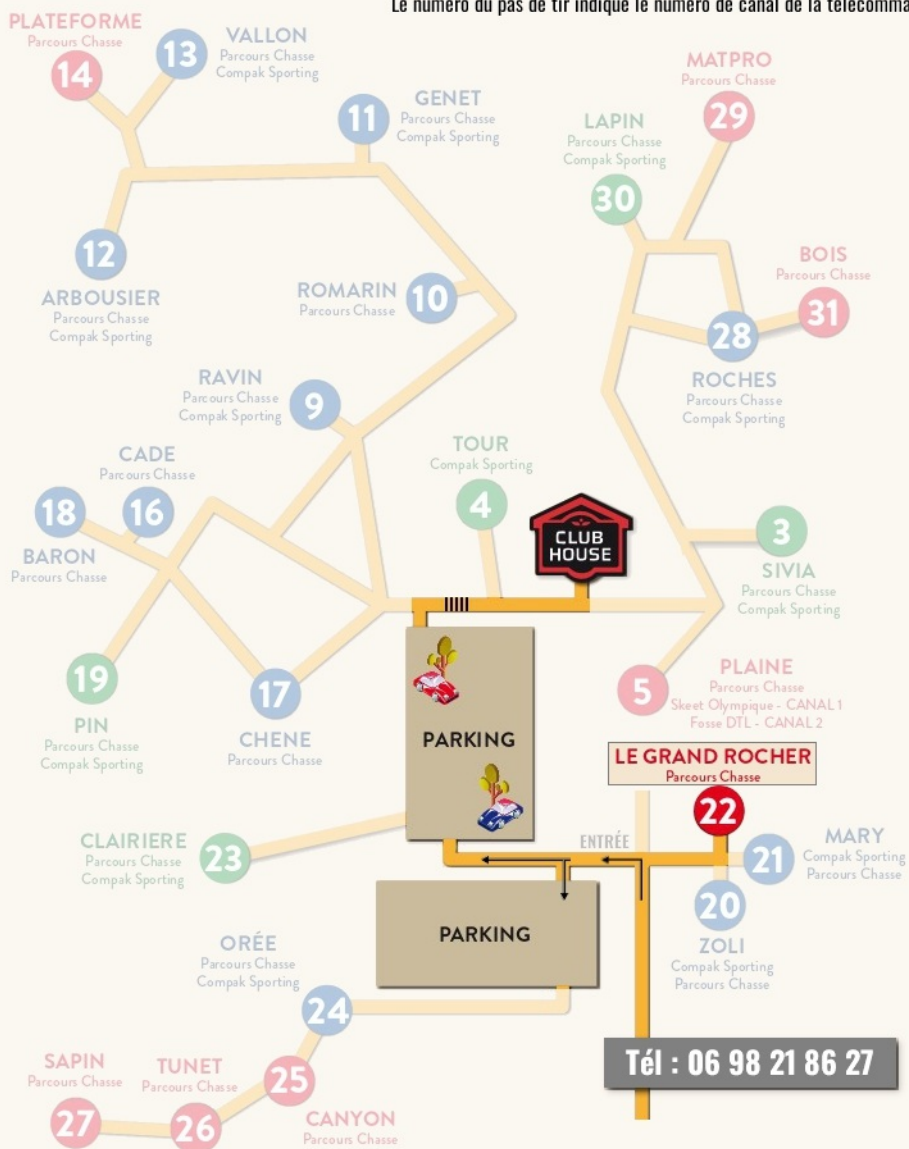 Le numéro du pas de tir indique le numéro de canal de la télécomma
PLATEFORME
Parcours Chasse
14
13
VALLON
Parcours Chasse
Compak Sporting
11
GENET
Parcours Chasse
Compak Sporting
MATPRO
Parcours Chasse
29
LAPIN
Parcours Chasse
Compak Sporting
30
12
ARBOUSIER
Parcours Chasse
Compak Sporting
ROMARIN
Parcours Chasse
10
BOIS
Parcours Chasse
31
28
ROCHES
Parcours Chasse
Compak Sporting
RAVIN
Parcours Chasse
Compak Sporting
9
CADE
Parcours Chasse
16
18
BARON
Parcours Chasse
TOUR
Compak Sporting
4
CLUB
HOUSE
3
SIVIA
Parcours Chasse
Compak Sporting
19
PIN
Parcours Chasse
Compak Sporting
17
CHENE
Parcours Chasse
5
PLAINE
Parcours Chasse
Skeet Olympique - CANAL 1
Fosse DTL - CANAL 2
PARKING
LE GRAND ROCHER
Parcours Chasse
22
CLAIRIERE
Parcours Chasse
Compak Sporting
23
ENTRÉE
21
MARY
Compak Sporting
Parcours Chasse
20
ZOLI
Compak Sporting
Parcours Chasse
PARKING
ORÉE
Parcours Chasse
Compak Sporting
24
Tél : 06 98 21 86 27
SAPIN
Parcours Chasse
27
TUNET
Parcours Chasse
26
25
CANYON
Parcours Chasse